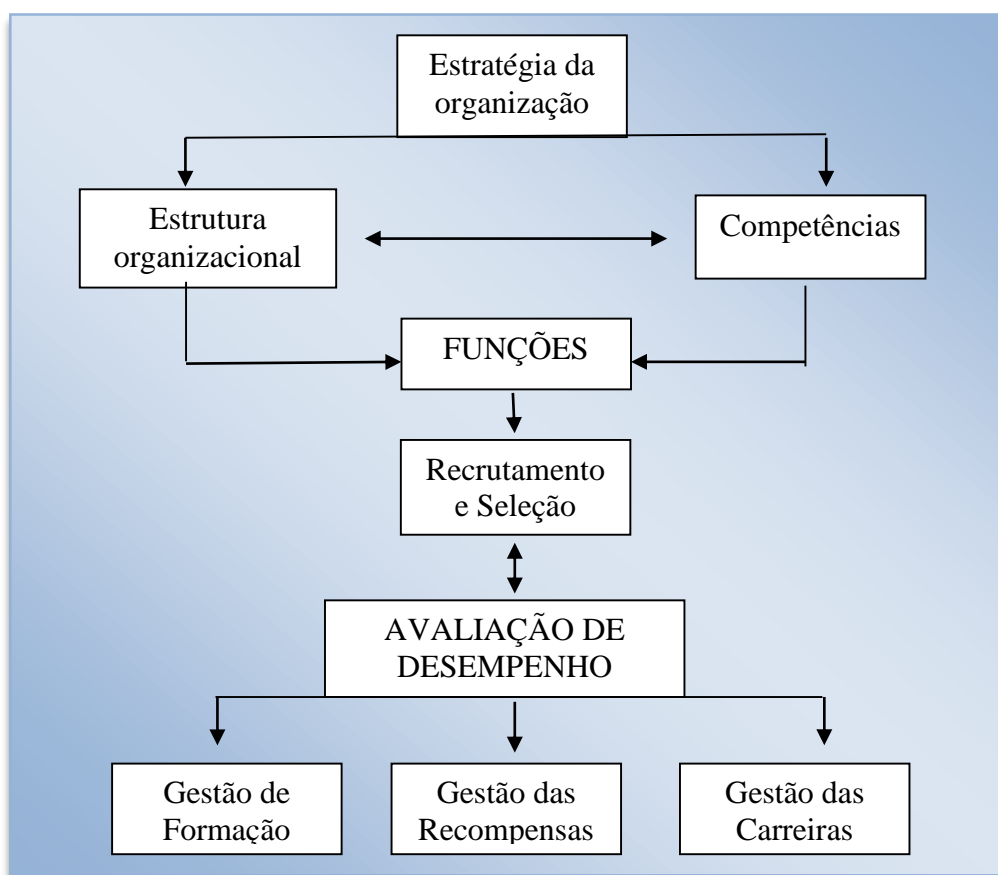 Estratégia da
organização
Estrutura
organizacional
Competências
FUNÇÕES
Recrutamento
e Seleção
AVALIAÇÃO DE
DESEMPENHO
Gestão de
Formação
Gestão das
Recompensas
Gestão das
Carreiras